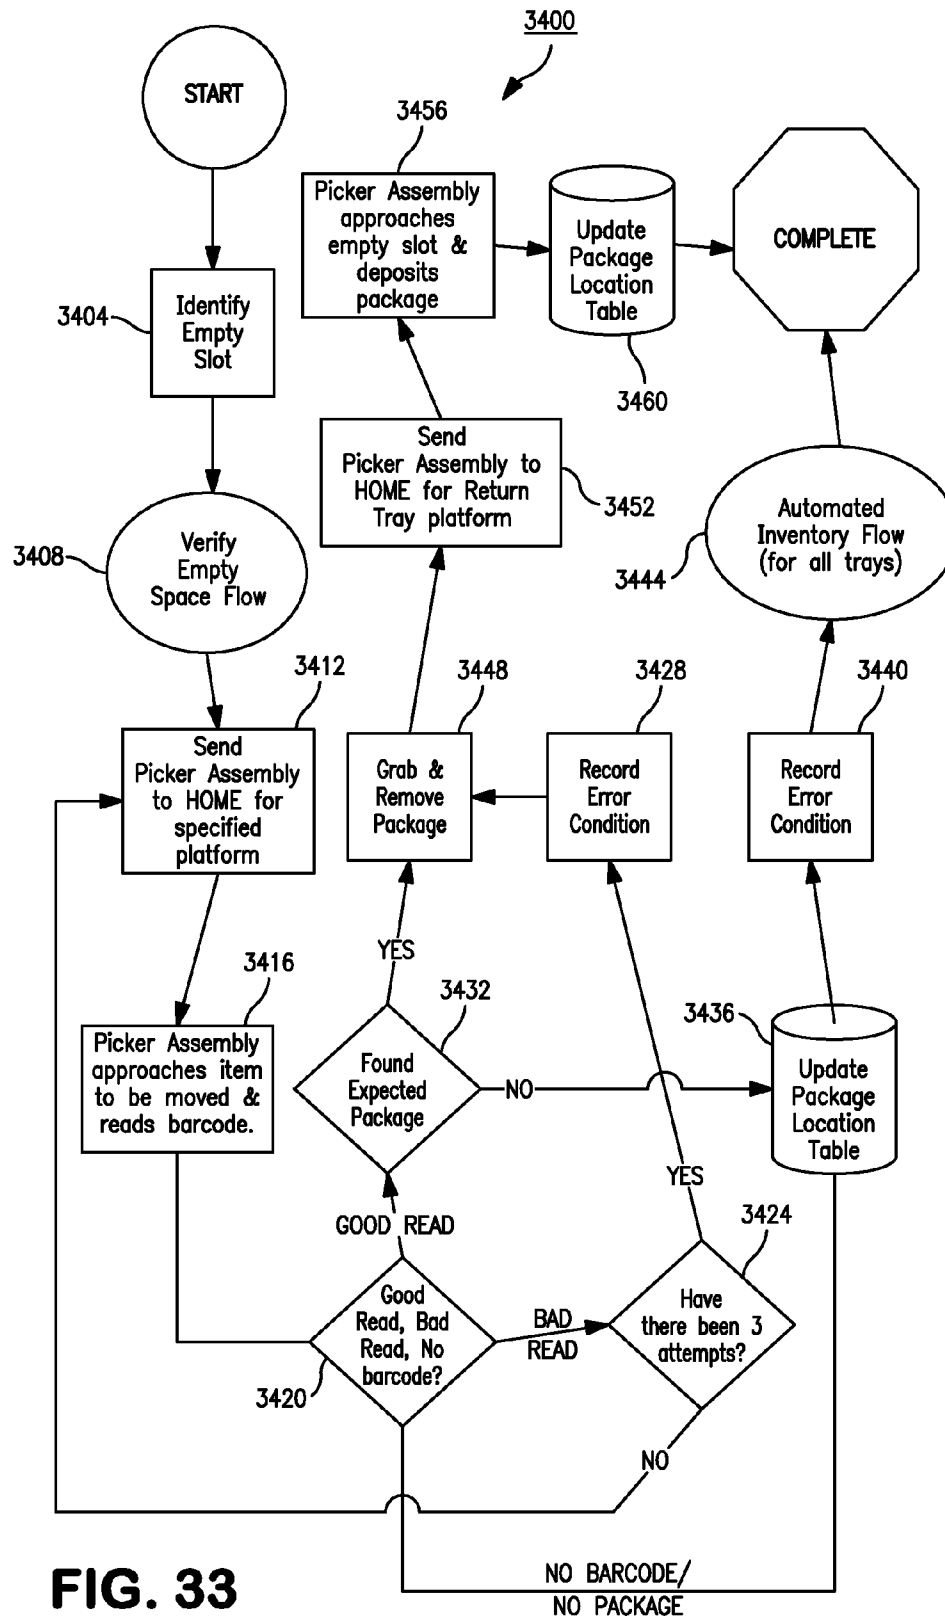 3400
START
3456
Picker Assembly
approaches
empty slot &
deposits
package
Update
Package
Location
Table
COMPLETE
3404
Identify
Empty
Slot
3460
Send
Picker Assembly to
HOME for Return
Tray platform
3452
Automated
Inventory Flow
(for all trays)
3444
3408
Verify
Empty
Space Flow
3412
Send
Picker Assembly
to HOME for
specified
platform
3448
Grab &
Remove
Package
3428
Record
Error
Condition
3440
Record
Error
Condition
YES
3416
Picker Assembly
approaches item
to be moved &
reads barcode.
3432
Found
Expected
Package
NO
3436
Update
Package
Location
Table
YES
GOOD READ
3424
Good
Read, Bad
Read, No
barcode?
3420
BAD
READ
Have
there been 3
attempts?
NO
NO BARCODE/
NO PACKAGE
FIG. 33